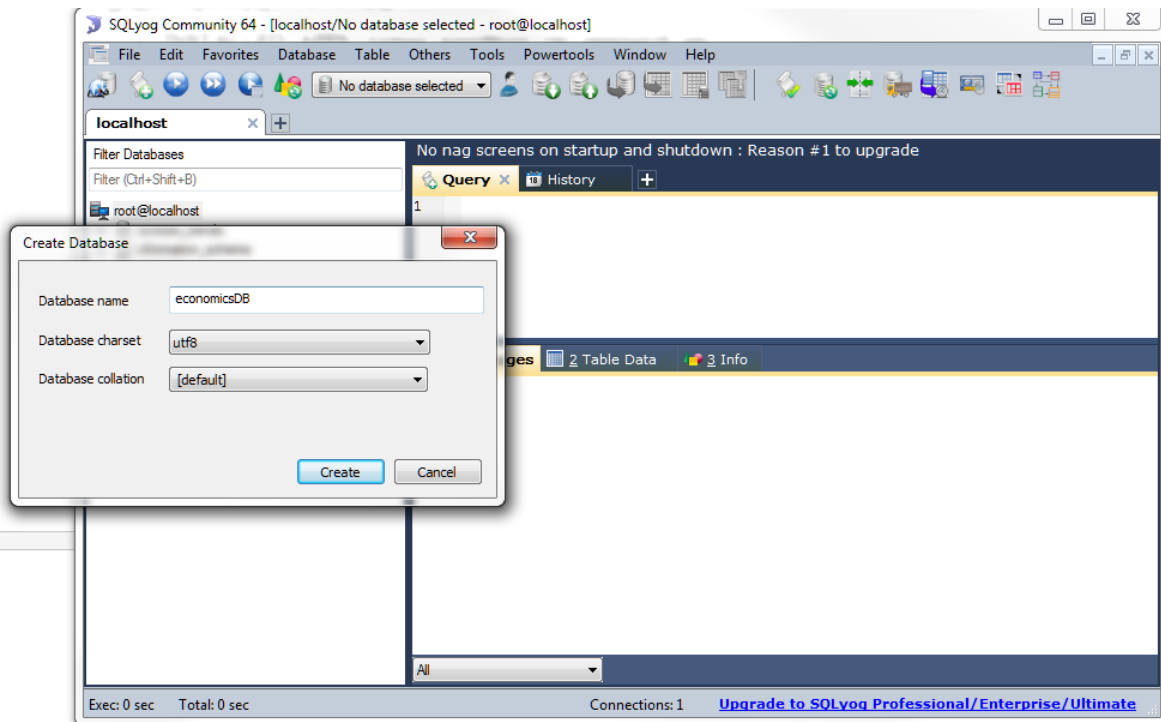 SQLyog Community 64 - [localhost/No database selected - root@localhost]
File Edit Favorites Database Table Others Tools Powertools Window Help
No database selected
localhost
Filter Databases
Filter (Ctrl+Shift+B)
root@localhost
No nag screens on startup and shutdown : Reason #1 to upgrade
Query 18 History
1
Create Database
Database name economicsDB
Database charset utf8
Database collation [default]
Create Cancel
2 Table Data 3 Info
All
Exec: 0 sec Total: 0 sec Connections: 1 Upgrade to SQLyog Professional/Enterprise/Ultimate